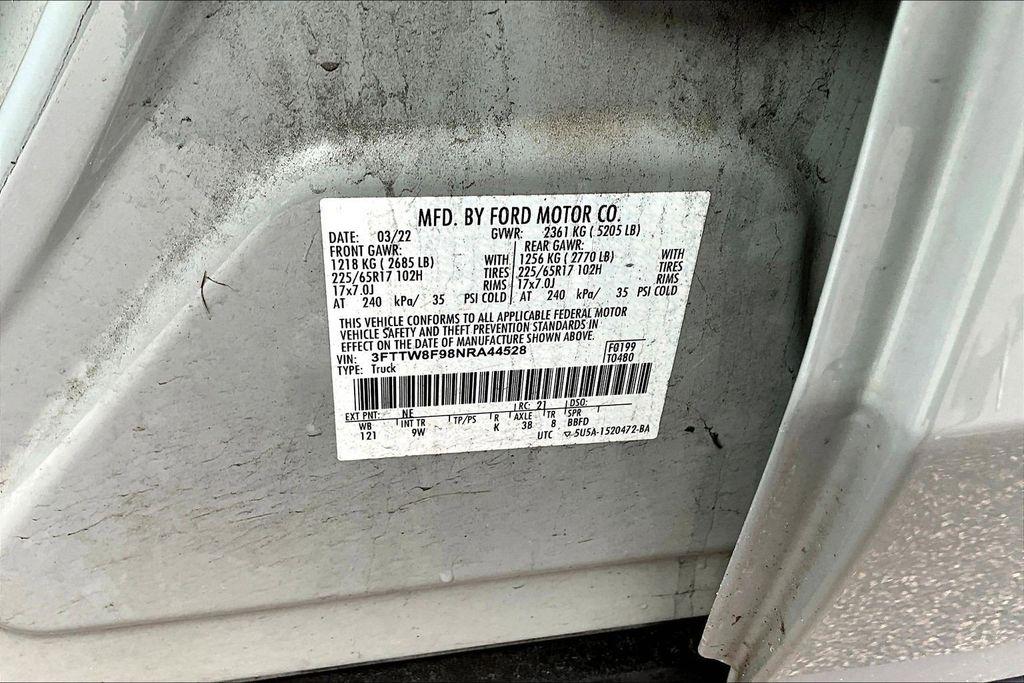 MFD. BY FORD MOTOR CO.
DATE: 03/22 GVWR: 2361 KG ( 5205 LB)
FRONT GAWR: REAR GAWR:
1218 KG ( 2685 LB) WITH 1256 KG ( 2770 LB) WITH
225/65R17 102H TIRES 225/65R17 102H TIRES
17x7.0J RIMS 17x7.0J RIMS
AT 240 kPa/ 35 PSI COLD AT 240 kPa/ 35 PSI COLD
THIS VEHICLE CONFORMS TO ALL APPLICABLE FEDERAL MOTOR
VEHICLE SAFETY AND THEFT PREVENTION STANDARDS IN
EFFECT ON THE DATE OF MANUFACTURE SHOWN ABOVE.
VIN: 3FTTW8F98NRA44528 F0199
TYPE: Truck T0480
EXT PNT: NE RC: 21 DSO:
WB INT TR TP/PS R AXLE TR SPR
121 9W K 3B 8 BBFD
UTC 5U5A-1520472-BA